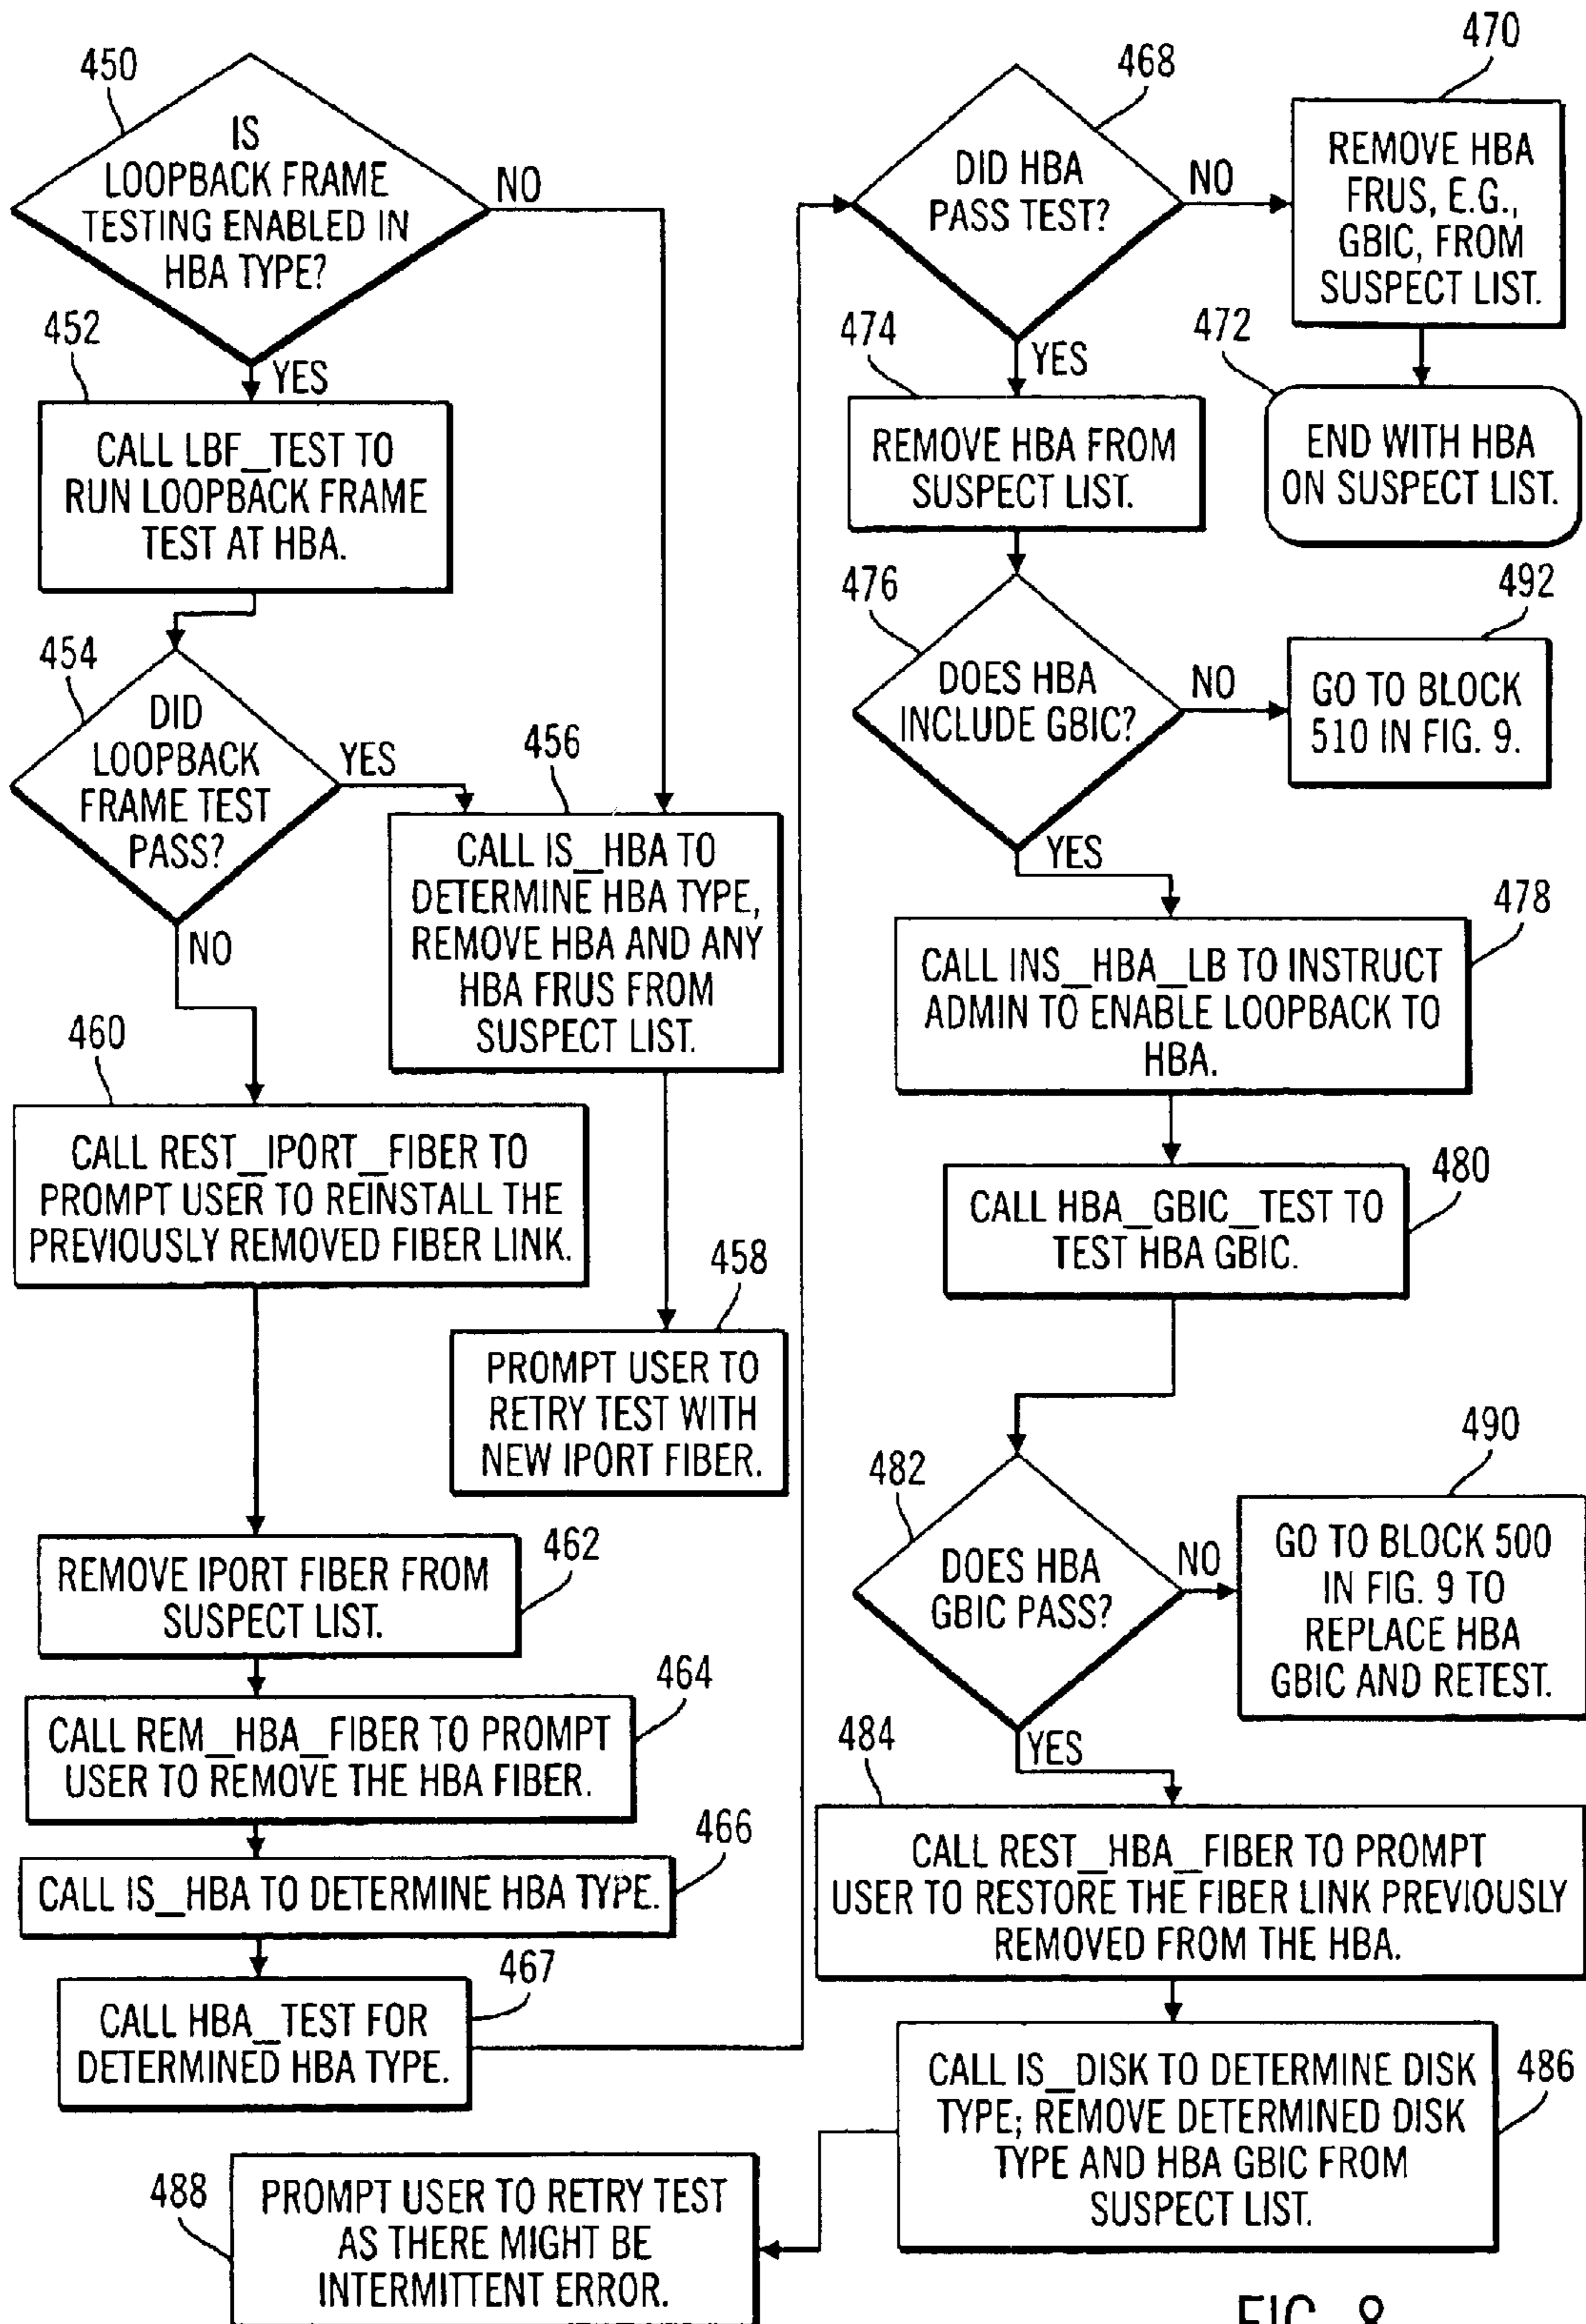 450
IS
LOOPBACK FRAME
TESTING ENABLED IN
HBA TYPE?
NO
YES
452
CALL LBF_TEST TO
RUN LOOPBACK FRAME
TEST AT HBA.
454
DID
LOOPBACK
FRAME TEST
PASS?
YES
NO
456
CALL IS_HBA TO
DETERMINE HBA TYPE,
REMOVE HBA AND ANY
HBA FRUS FROM
SUSPECT LIST.
458
PROMPT USER TO
RETRY TEST WITH
NEW IPORT FIBER.
460
CALL REST_IPORT_FIBER TO
PROMPT USER TO REINSTALL THE
PREVIOUSLY REMOVED FIBER LINK.
462
REMOVE IPORT FIBER FROM
SUSPECT LIST.
464
CALL REM_HBA_FIBER TO PROMPT
USER TO REMOVE THE HBA FIBER.
466
CALL IS_HBA TO DETERMINE HBA TYPE.
467
CALL HBA_TEST FOR
DETERMINED HBA TYPE.
468
DID HBA
PASS TEST?
NO
YES
470
REMOVE HBA
FRUS, E.G.,
GBIC, FROM
SUSPECT LIST.
472
END WITH HBA
ON SUSPECT LIST.
474
REMOVE HBA FROM
SUSPECT LIST.
476
DOES HBA
INCLUDE GBIC?
NO
YES
492
GO TO BLOCK
510 IN FIG. 9.
478
CALL INS_HBA_LB TO INSTRUCT
ADMIN TO ENABLE LOOPBACK TO
HBA.
480
CALL HBA_GBIC_TEST TO
TEST HBA GBIC.
482
DOES HBA
GBIC PASS?
NO
YES
490
GO TO BLOCK 500
IN FIG. 9 TO
REPLACE HBA
GBIC AND RETEST.
484
CALL REST_HBA_FIBER TO PROMPT
USER TO RESTORE THE FIBER LINK PREVIOUSLY
REMOVED FROM THE HBA.
486
CALL IS_DISK TO DETERMINE DISK
TYPE; REMOVE DETERMINED DISK
TYPE AND HBA GBIC FROM
SUSPECT LIST.
488
PROMPT USER TO RETRY TEST
AS THERE MIGHT BE
INTERMITTENT ERROR.
FIG. 8